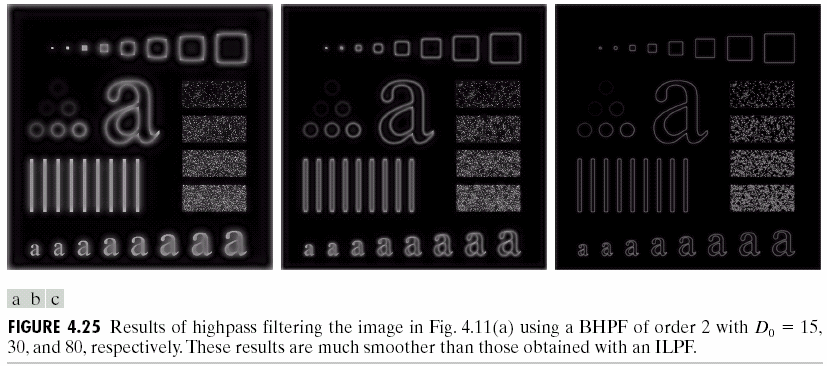 a
a a a a a a a a
a
a a a a a a a a
a
a a a a a a a a
a b c
FIGURE 4.25 Results of highpass filtering the image in Fig. 4.11(a) using a BHPF of order 2 with D₀ = 15,
30, and 80, respectively. These results are much smoother than those obtained with an ILPF.